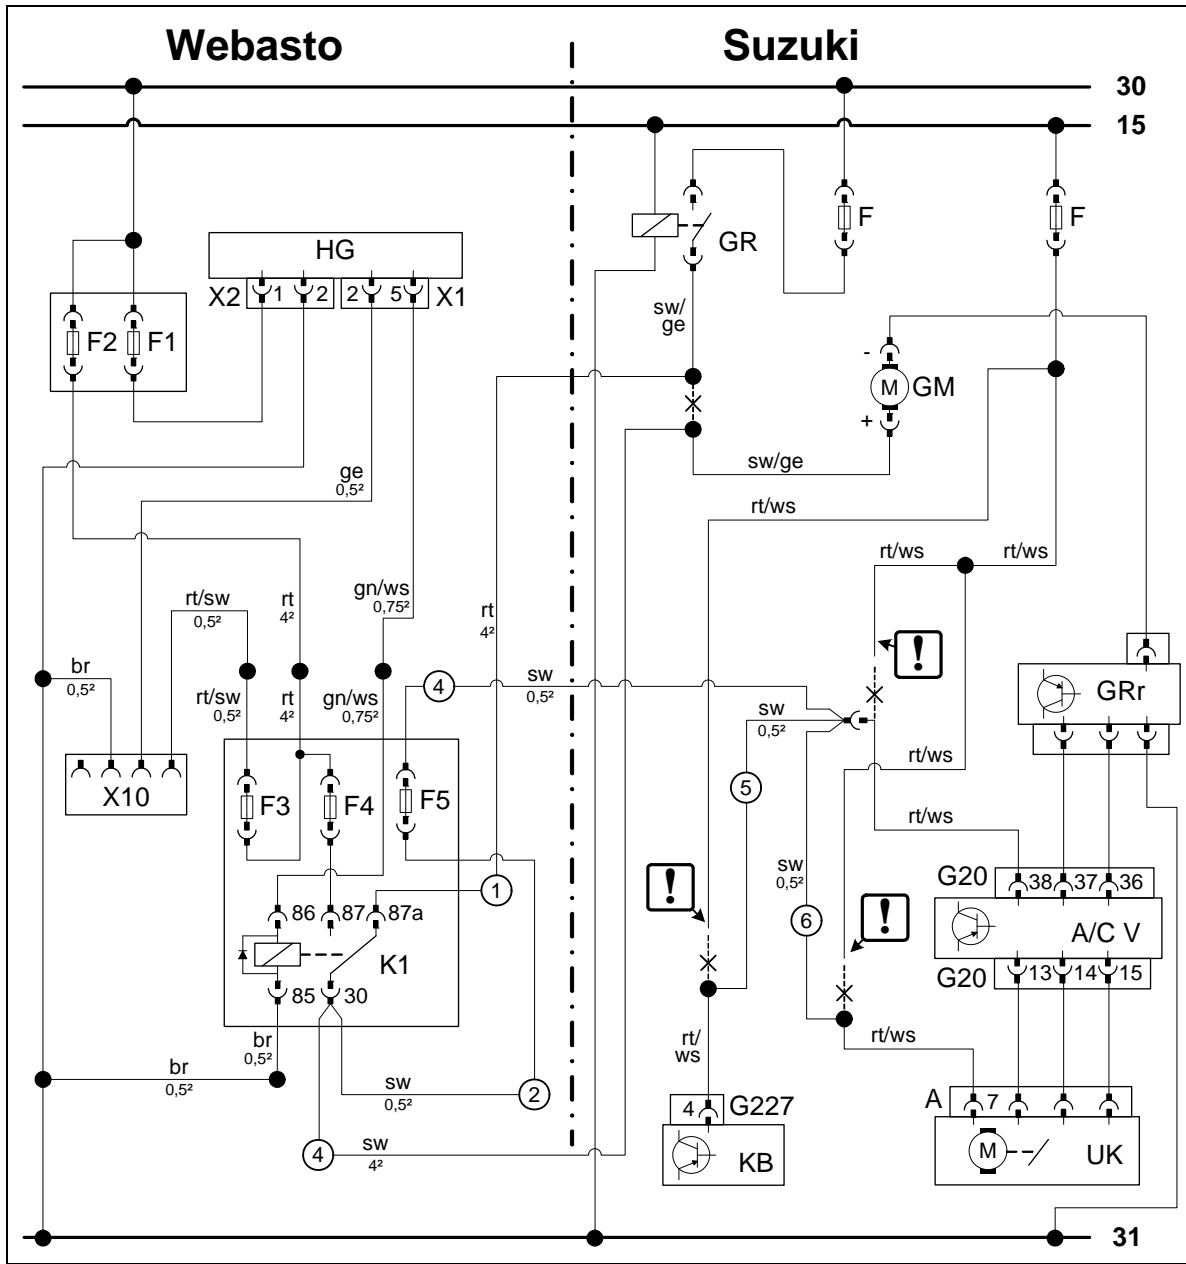 Webasto
Suzuki
30
15
HG
X2 1 2 2 5 X1
GR
F
F
F2 F1
sw/
ge
-
M GM
+
sw/ge
ge
0,5²
rt/ws
rt/ws rt/ws
rt/sw
0,5²
rt
4²
gn/ws
0,75²
rt
4²
!
br
0,5²
rt/sw
0,5²
rt
4²
gn/ws
0,75²
4
sw
0,5²
sw
0,5²
GRr
rt/ws
X10
F3 F4 F5
5
rt/ws
sw
0,5²
1
!
6
!
G20 38 37 36
86 87 87a
A/C V
K1
85 30
G20 13 14 15
br
0,5²
rt/
ws
rt/ws
br
0,5²
sw
0,5²
2
4 G227
A 7
4
sw
4²
KB
M UK
31